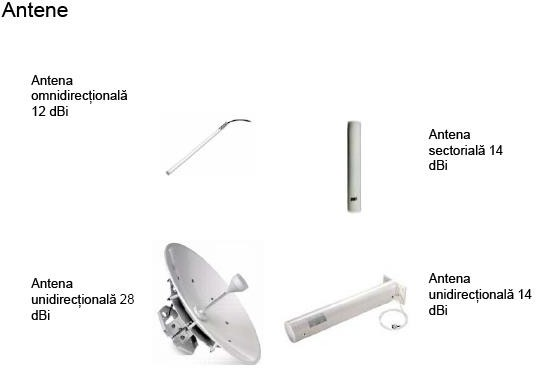 Antene
Antena
omnidirecțională
12 dBi
Antena
sectorială 14
dBi
Antena
unidirecțională 28
dBi
Antena
unidirecțională 14
dBi